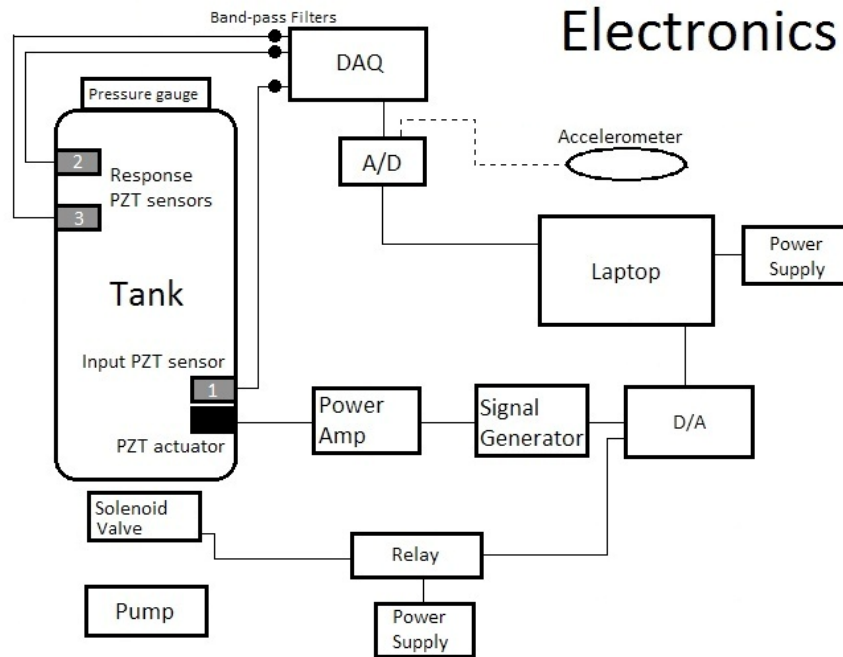 Band-pass Filters
Electronics
DAQ
Pressure gauge
A/D
Accelerometer
2
Response
PZT sensors
3
Laptop
Power
Supply
Tank
Input PZT sensor
1
Power
Amp
Signal
Generator
D/A
PZT actuator
Solenoid
Valve
Relay
Pump
Power
Supply